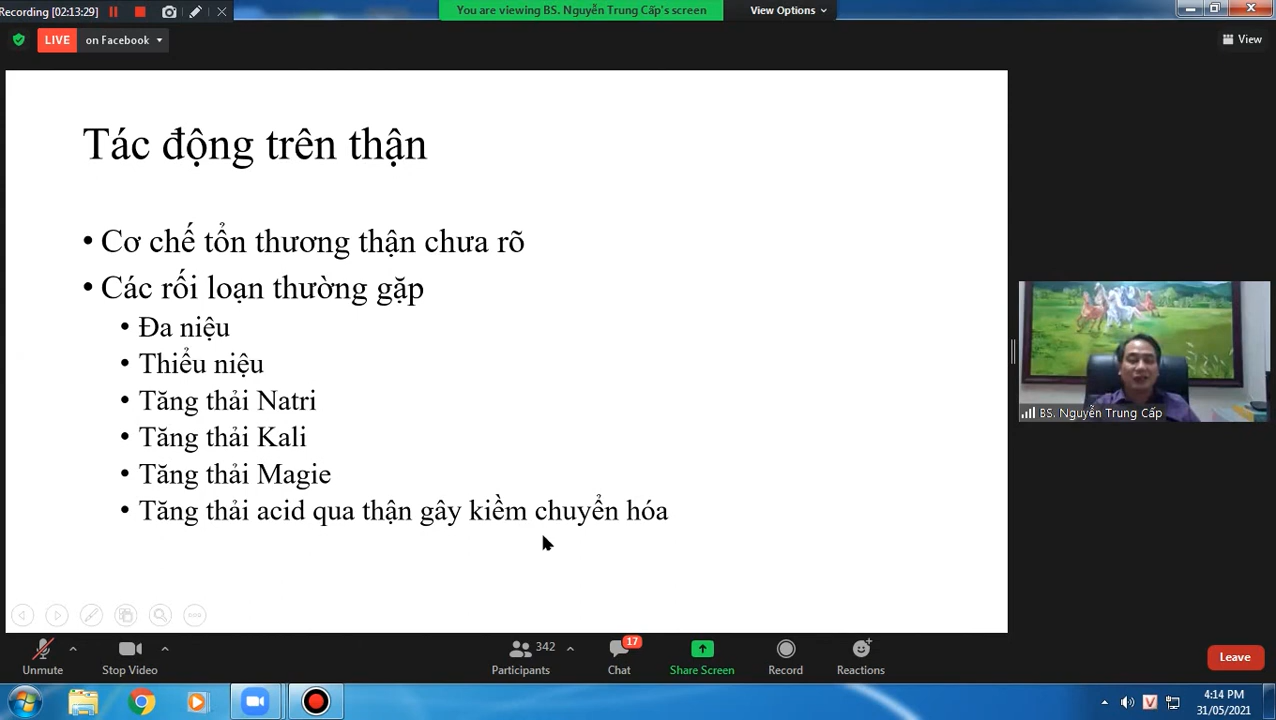 Recording [02:13:29]
You are viewing BS. Nguyễn Trung Cấp's screen
View Options
LIVE on Facebook
View
Tác động trên thận
• Cơ chế tổn thương thận chưa rõ
• Các rối loạn thường gặp
• Đa niệu
• Thiểu niệu
• Tăng thải Natri
• Tăng thải Kali
• Tăng thải Magie
• Tăng thải acid qua thận gây kiềm chuyển hóa
BS. Nguyễn Trung Cấp
Unmute
Stop Video
342
Participants
17
Chat
Share Screen
Record
Reactions
Leave
V
4:14 PM
31/05/2021